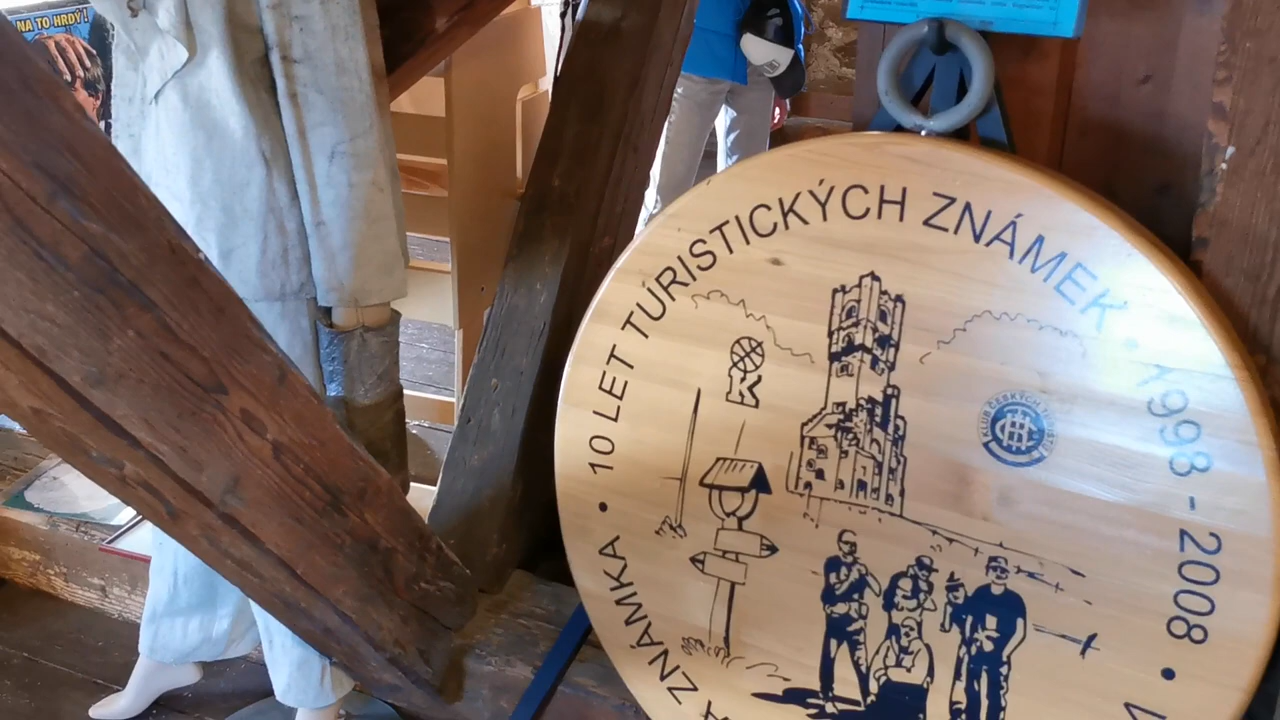 NA TO HRDÝ!
10 LET TURISTICKÝCH ZNÁMEK • 1998 - 2008 •
ZNÁMKA •
KLUB ČESKÝCH TURISTŮ